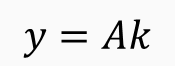 y = Ak